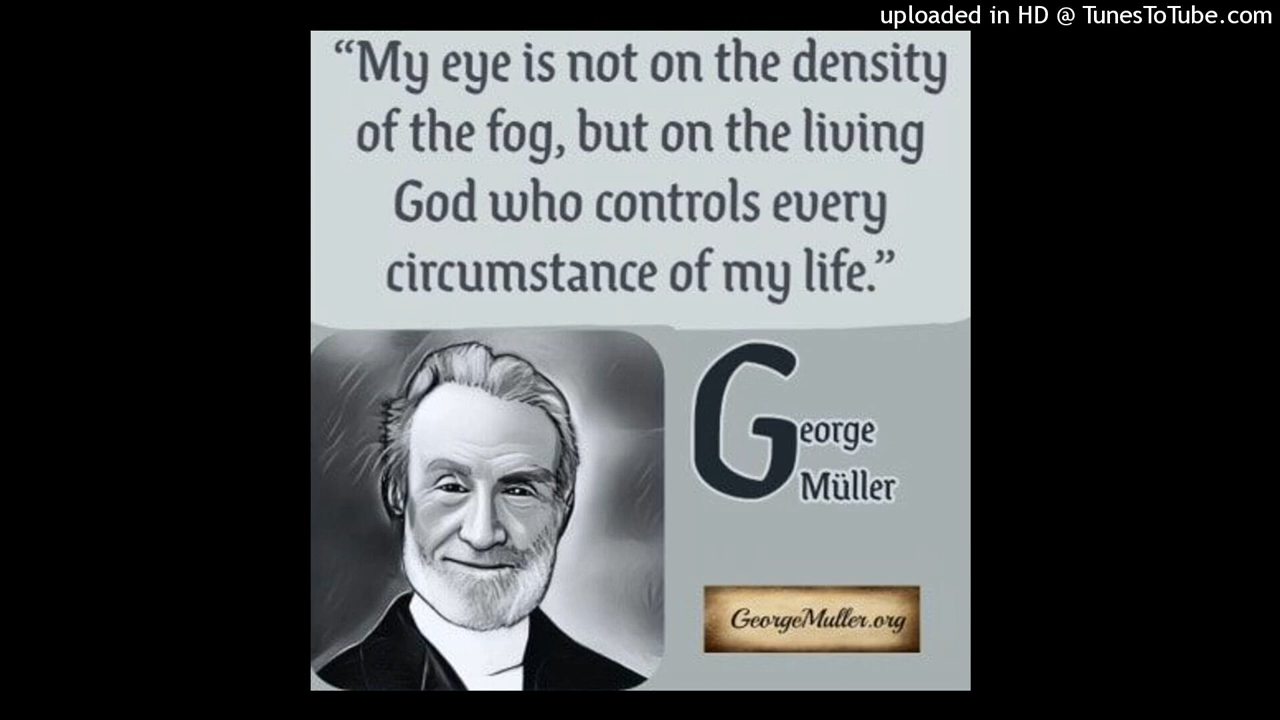 uploaded in HD @ TunesToTube.com
“My eye is not on the density
of the fog, but on the living
God who controls every
circumstance of my life.”
George
Müller
GeorgeMuller.org